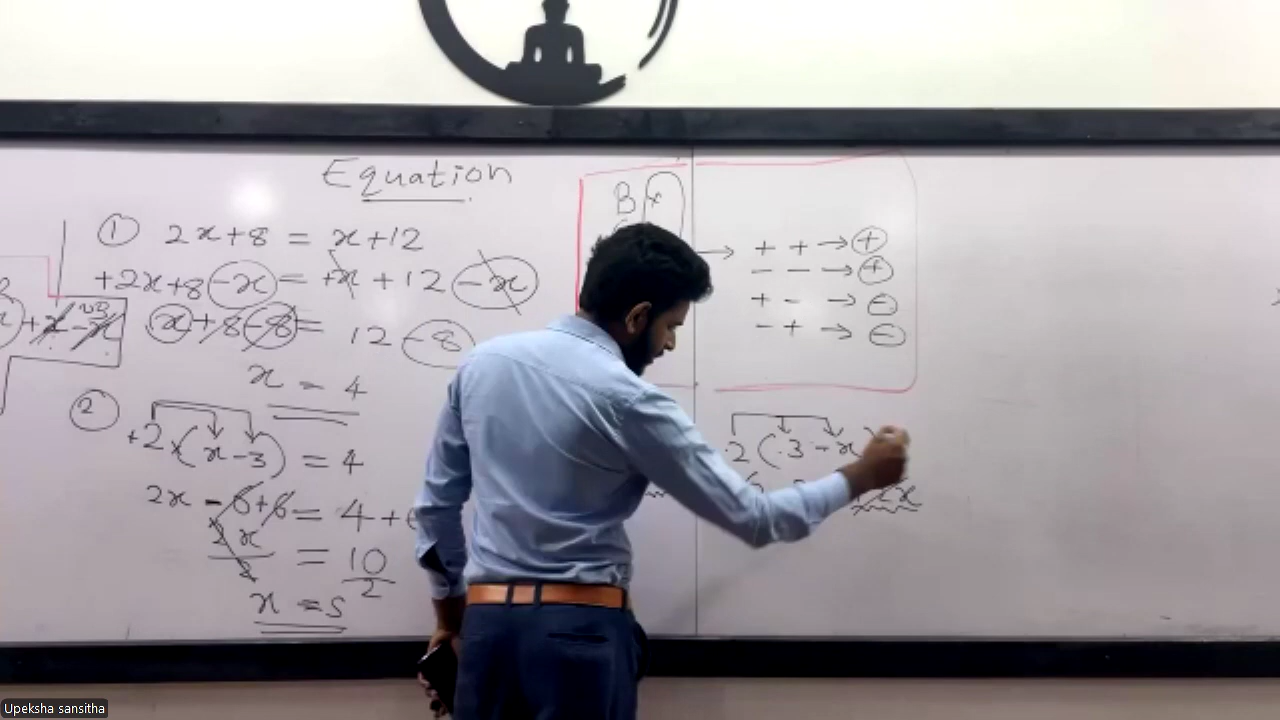 Equation
① 2x+8 = x+12
+2x+8 -x = +x + 12 -x
x+8-8 = 12 -8
x = 4
② +2(x-3) = 4
2x - 6+6 = 4+
2x/2 = 10/2
x = 5
B
→ + + → +
- - → +
+ - → -
- + → -
2(3-x
Upeksha sansitha